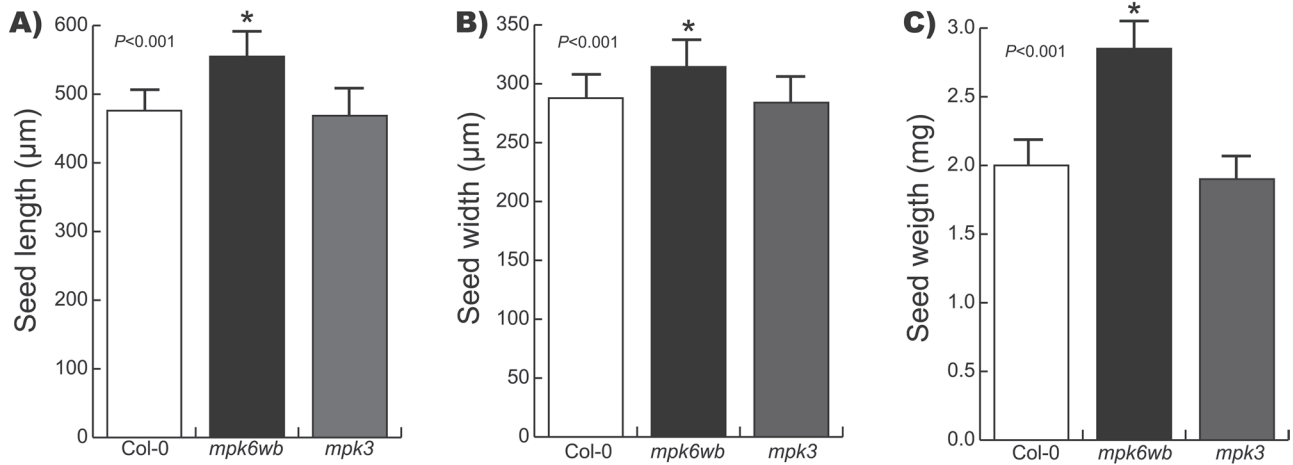 A)
Seed length (µm)
600
500
400
300
200
100
0
P<0.001
*
Col-0 mpk6wb mpk3
B)
Seed width (µm)
350
300
250
200
150
100
50
0
P<0.001
*
Col-0 mpk6wb mpk3
C)
Seed weigth (mg)
3.0
2.5
2.0
1.5
2.0
0.5
0.0
P<0.001
*
Col-0 mpk6wb mpk3